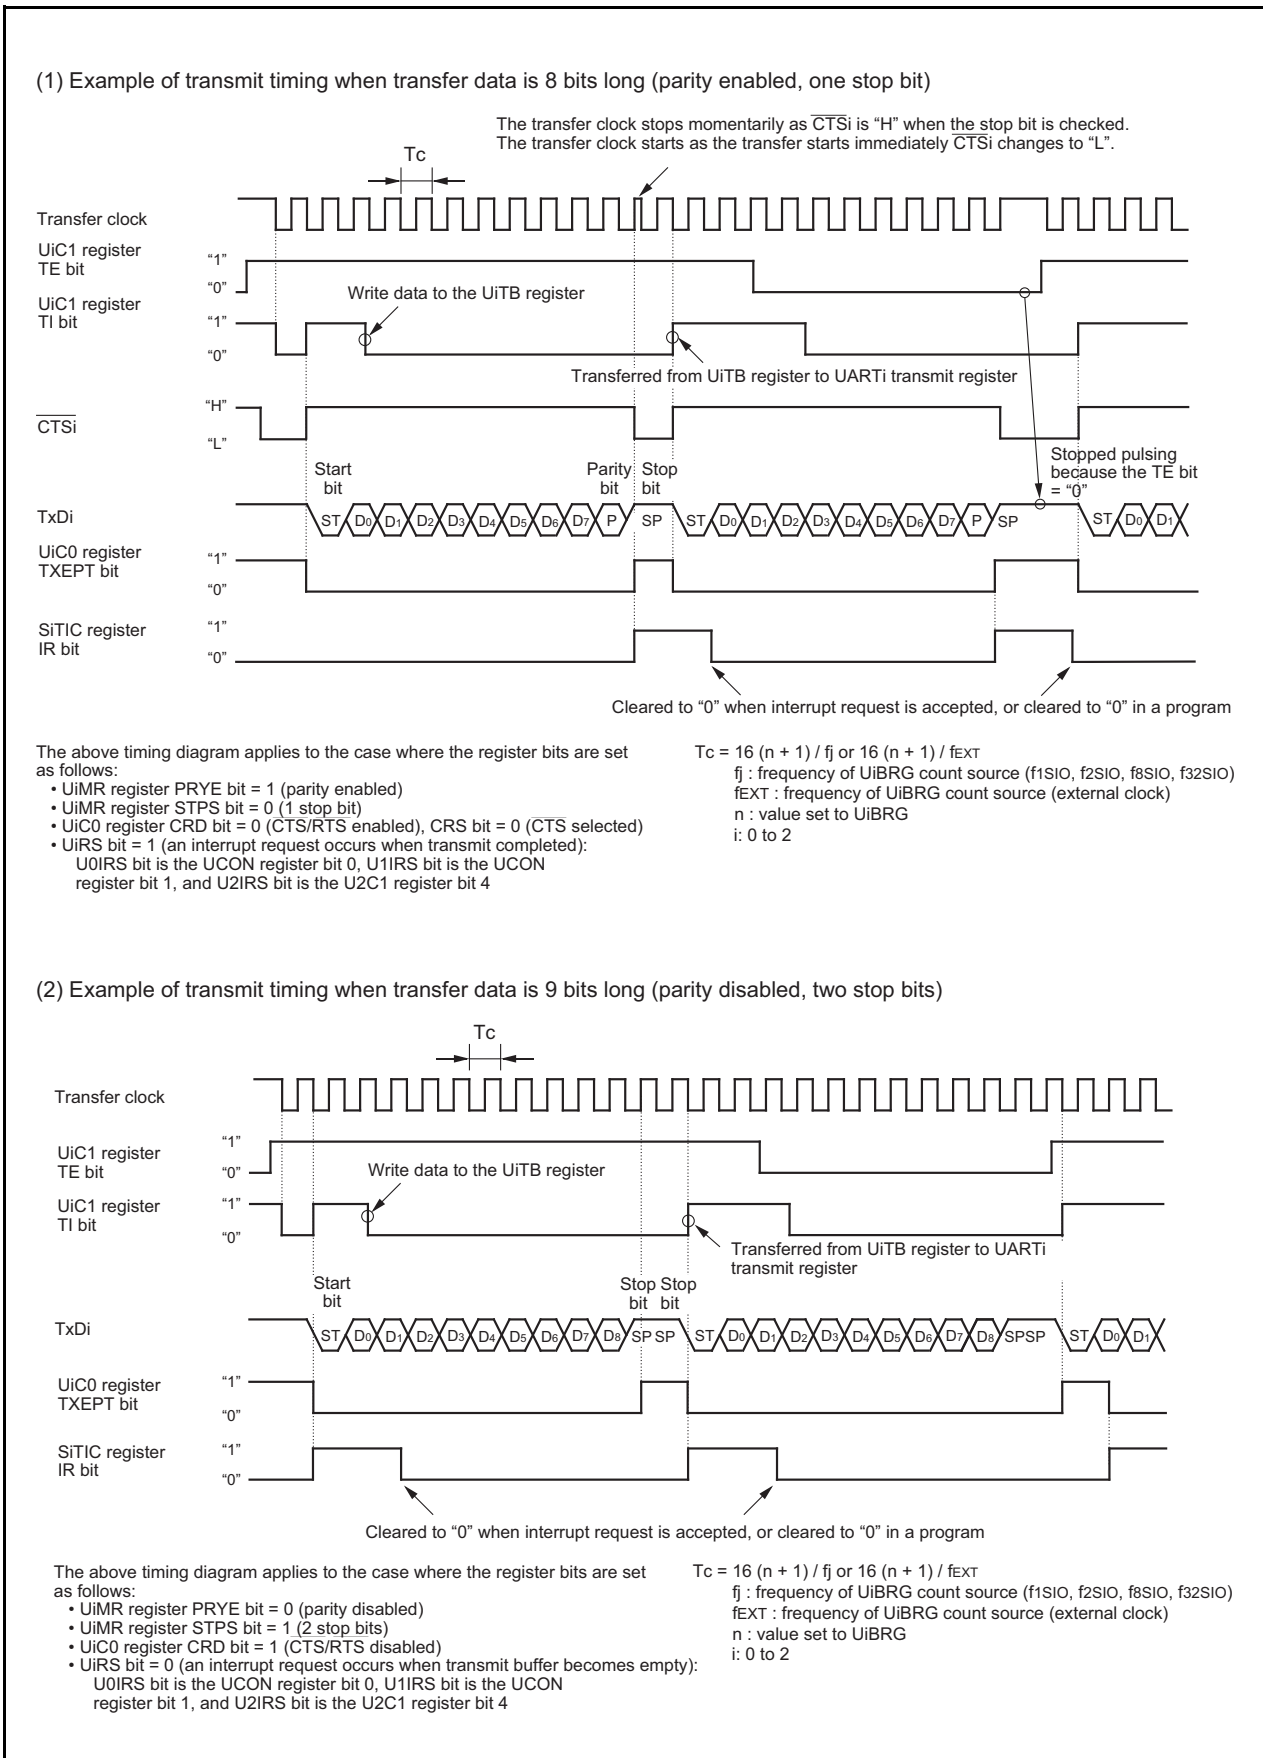 (1) Example of transmit timing when transfer data is 8 bits long (parity enabled, one stop bit)
The transfer clock stops momentarily as CTSi is “H” when the stop bit is checked.
The transfer clock starts as the transfer starts immediately CTSi changes to “L”.
Tc
Transfer clock
UiC1 register
TE bit
“1”
“0”
Write data to the UiTB register
UiC1 register
TI bit
“1”
“0”
Transferred from UiTB register to UARTi transmit register
CTSi
“H”
“L”
Start
bit
Parity
bit
Stop
bit
Stopped pulsing
because the TE bit
= “0”
TxDi
ST D0 D1 D2 D3 D4 D5 D6 D7 P SP ST D0 D1 D2 D3 D4 D5 D6 D7 P SP ST D0 D1
UiC0 register
TXEPT bit
“1”
“0”
SiTIC register
IR bit
“1”
“0”
Cleared to “0” when interrupt request is accepted, or cleared to “0” in a program
The above timing diagram applies to the case where the register bits are set
as follows:
• UiMR register PRYE bit = 1 (parity enabled)
• UiMR register STPS bit = 0 (1 stop bit)
• UiC0 register CRD bit = 0 (CTS/RTS enabled), CRS bit = 0 (CTS selected)
• UiRS bit = 1 (an interrupt request occurs when transmit completed):
U0IRS bit is the UCON register bit 0, U1IRS bit is the UCON
register bit 1, and U2IRS bit is the U2C1 register bit 4
Tc = 16 (n + 1) / fj or 16 (n + 1) / fEXT
fj : frequency of UiBRG count source (f1SIO, f2SIO, f8SIO, f32SIO)
fEXT : frequency of UiBRG count source (external clock)
n : value set to UiBRG
i: 0 to 2
(2) Example of transmit timing when transfer data is 9 bits long (parity disabled, two stop bits)
Tc
Transfer clock
UiC1 register
TE bit
“1”
“0”
Write data to the UiTB register
UiC1 register
TI bit
“1”
“0”
Transferred from UiTB register to UARTi
transmit register
Start
bit
Stop
bit
Stop
bit
TxDi
ST D0 D1 D2 D3 D4 D5 D6 D7 D8 SP SP ST D0 D1 D2 D3 D4 D5 D6 D7 D8 SPSP ST D0 D1
UiC0 register
TXEPT bit
“1”
“0”
SiTIC register
IR bit
“1”
“0”
Cleared to “0” when interrupt request is accepted, or cleared to “0” in a program
The above timing diagram applies to the case where the register bits are set
as follows:
• UiMR register PRYE bit = 0 (parity disabled)
• UiMR register STPS bit = 1 (2 stop bits)
• UiC0 register CRD bit = 1 (CTS/RTS disabled)
• UiRS bit = 0 (an interrupt request occurs when transmit buffer becomes empty):
U0IRS bit is the UCON register bit 0, U1IRS bit is the UCON
register bit 1, and U2IRS bit is the U2C1 register bit 4
Tc = 16 (n + 1) / fj or 16 (n + 1) / fEXT
fj : frequency of UiBRG count source (f1SIO, f2SIO, f8SIO, f32SIO)
fEXT : frequency of UiBRG count source (external clock)
n : value set to UiBRG
i: 0 to 2